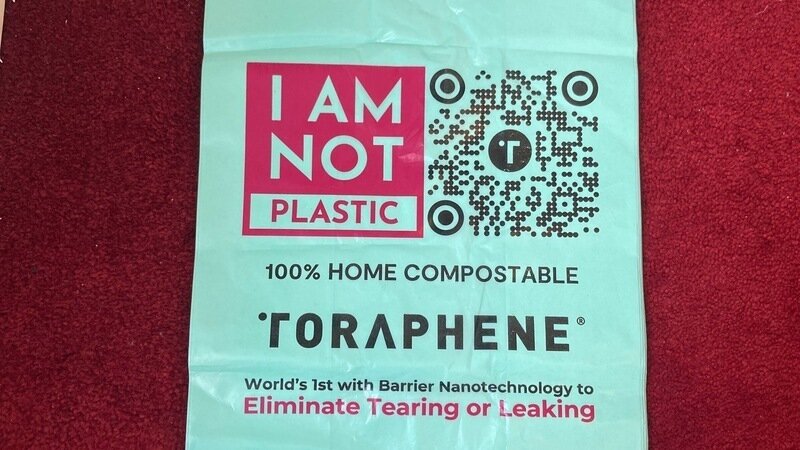 I AM
NOT
PLASTIC
100% HOME COMPOSTABLE
TORAPHENE®
World's 1st with Barrier Nanotechnology to
Eliminate Tearing or Leaking